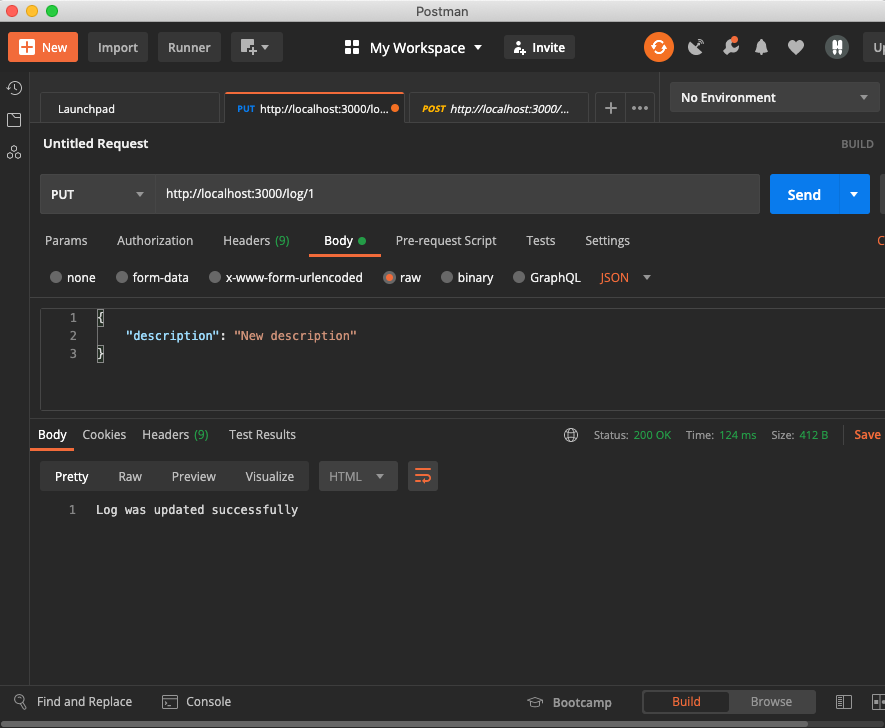 Postman
New Import Runner My Workspace Invite Up
Launchpad PUT http://localhost:3000/lo... POST http://localhost:3000/... No Environment
Untitled Request BUILD
PUT http://localhost:3000/log/1 Send
Params Authorization Headers (9) Body Pre-request Script Tests Settings C
none form-data x-www-form-urlencoded raw binary GraphQL JSON
1 {
2 "description": "New description"
3 }
Body Cookies Headers (9) Test Results Status: 200 OK Time: 124 ms Size: 412 B Save
Pretty Raw Preview Visualize HTML
1 Log was updated successfully
Find and Replace Console Bootcamp Build Browse